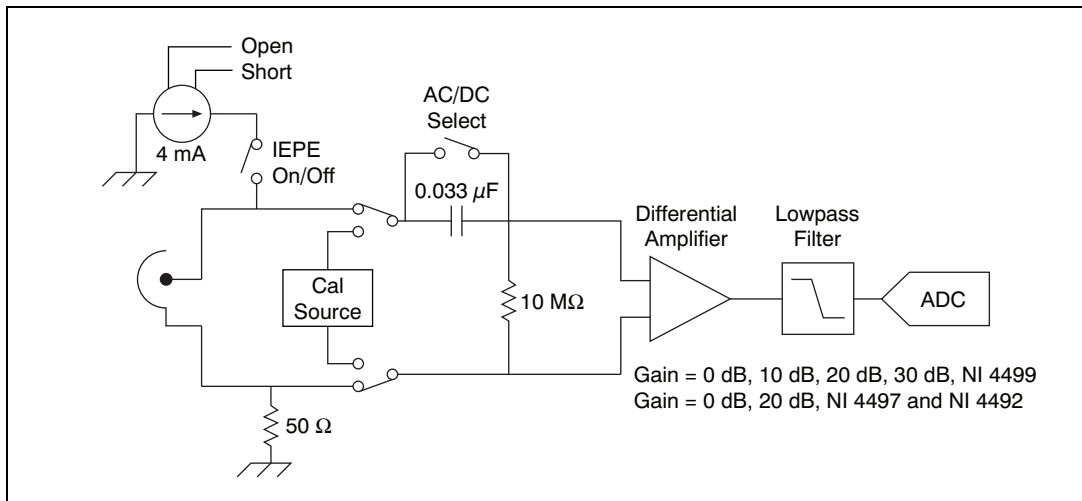 Open
Short
4 mA
IEPE
On/Off
AC/DC
Select
0.033 μF
Cal
Source
10 MΩ
50 Ω
Differential
Amplifier
Lowpass
Filter
ADC
Gain = 0 dB, 10 dB, 20 dB, 30 dB, NI 4499
Gain = 0 dB, 20 dB, NI 4497 and NI 4492